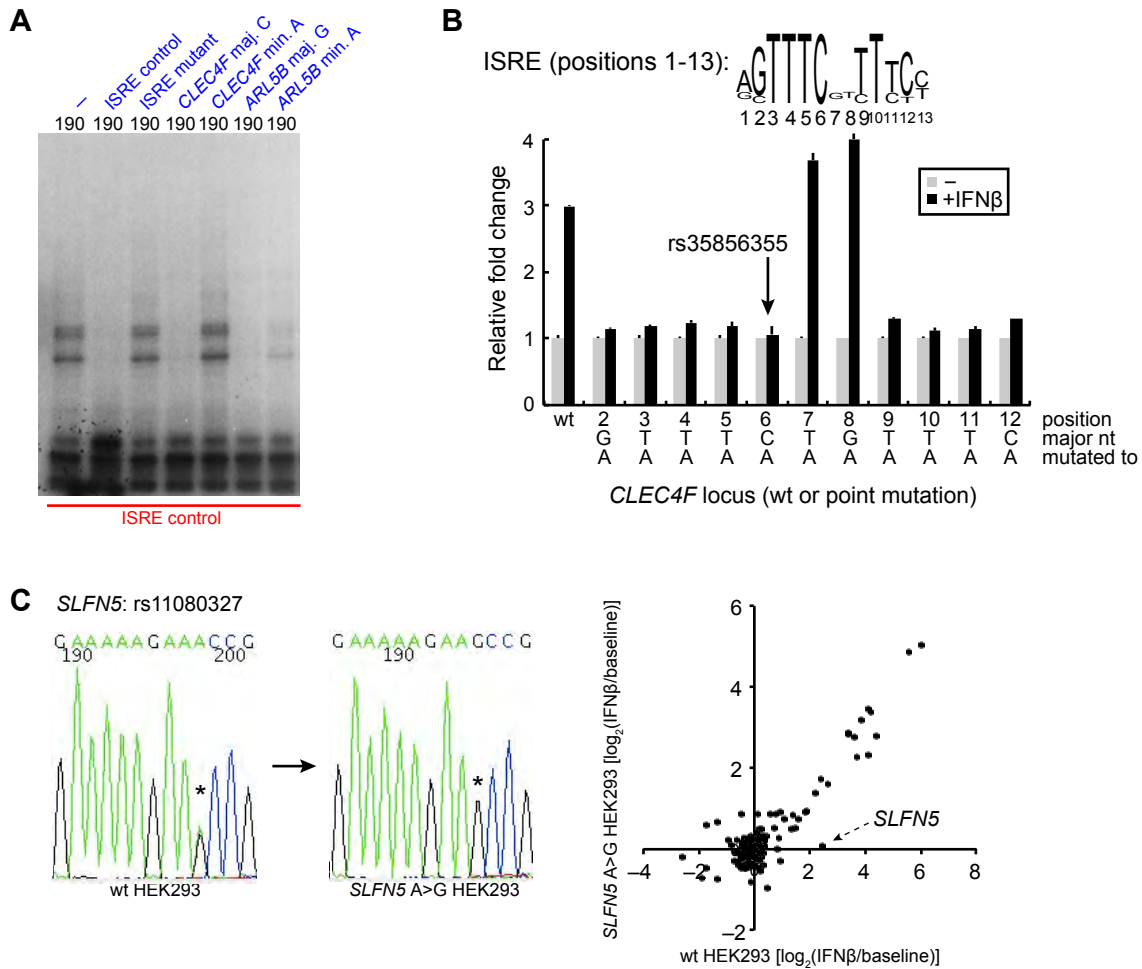 A
–
ISRE control
ISRE mutant
CLEC4F maj. C
CLEC4F min. A
ARL5B maj. G
ARL5B min. A
190 190 190 190 190 190 190
ISRE control
B
ISRE (positions 1-13):
1 2 3 4 5 6 7 8 9 10 11 12 13
Relative fold change
4
3
2
1
0
–
+IFNβ
rs35856355
wt 2 3 4 5 6 7 8 9 10 11 12 position
G T T T C T G T T T C major nt
A A A A A A A A A A A mutated to
CLEC4F locus (wt or point mutation)
C
SLFN5: rs11080327
G A A A A A G A A A C C G
190 200
*
wt HEK293
G A A A A A G A A G C C G
190
*
SLFN5 A>G HEK293
SLFN5 A>G HEK293 [log2(IFNβ/baseline)]
6
4
2
–2
SLFN5
–4 –2 0 2 4 6 8
wt HEK293 [log2(IFNβ/baseline)]